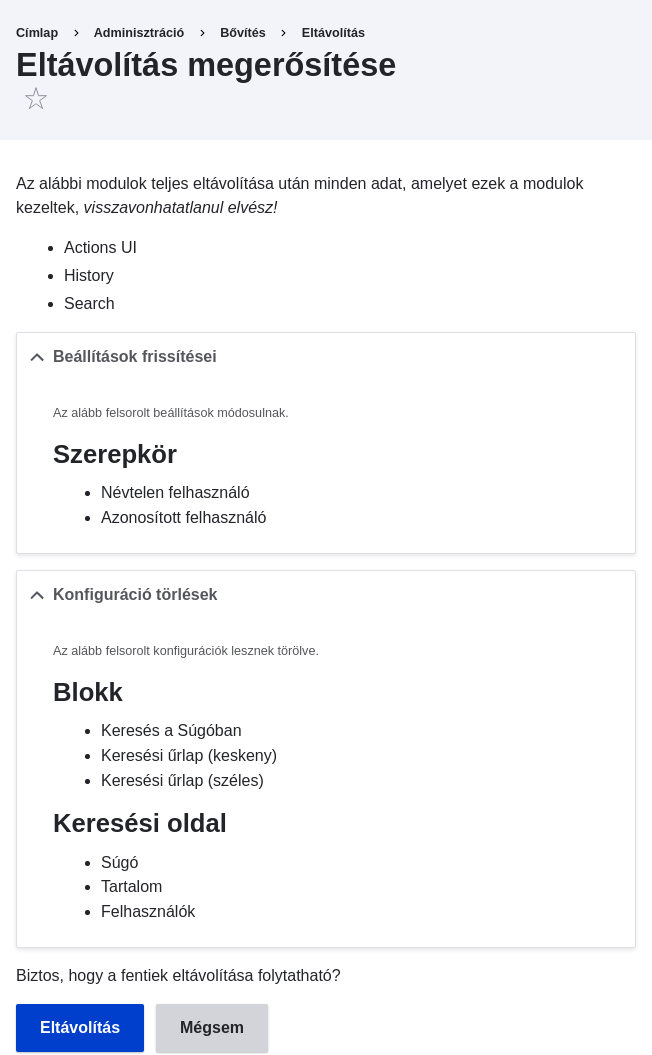 Címlap > Adminisztráció > Bővítés > Eltávolítás
Eltávolítás megerősítése
Az alábbi modulok teljes eltávolítása után minden adat, amelyet ezek a modulok
kezeltek, visszavonhatatlanul elvész!
Actions UI
History
Search
Beállítások frissítései
Az alább felsorolt beállítások módosulnak.
Szerepkör
Névtelen felhasználó
Azonosított felhasználó
Konfiguráció törlések
Az alább felsorolt konfigurációk lesznek törölve.
Blokk
Keresés a Súgóban
Keresési űrlap (keskeny)
Keresési űrlap (széles)
Keresési oldal
Súgó
Tartalom
Felhasználók
Biztos, hogy a fentiek eltávolítása folytatható?
Eltávolítás Mégsem